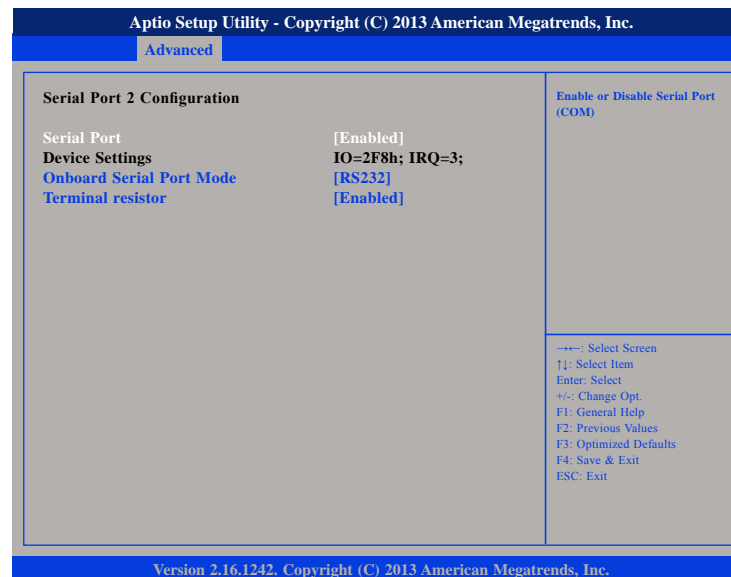 Aptio Setup Utility - Copyright (C) 2013 American Megatrends, Inc.
Advanced
Serial Port 2 Configuration
Serial Port [Enabled]
Device Settings IO=2F8h; IRQ=3;
Onboard Serial Port Mode [RS232]
Terminal resistor [Enabled]
Enable or Disable Serial Port
(COM)
→←: Select Screen
↑↓: Select Item
Enter: Select
+/-: Change Opt.
F1: General Help
F2: Previous Values
F3: Optimized Defaults
F4: Save & Exit
ESC: Exit
Version 2.16.1242. Copyright (C) 2013 American Megatrends, Inc.